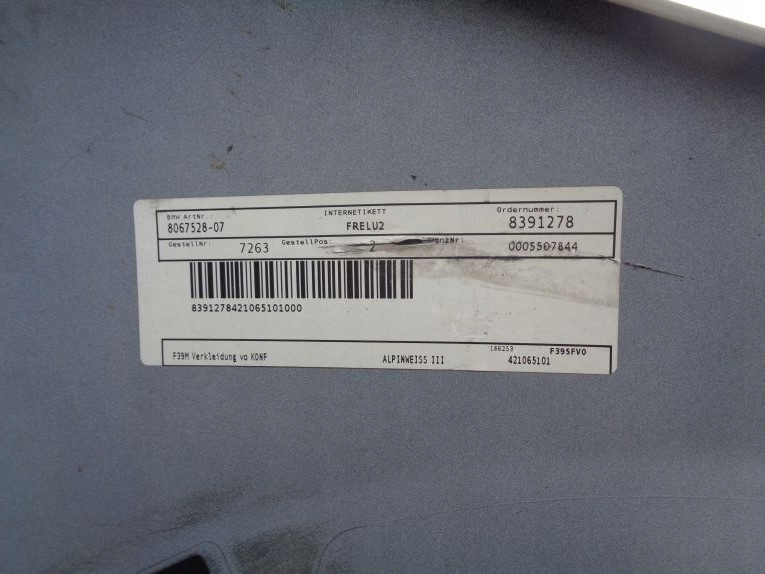 BMW ArtNr.: INTERNETIKETT Ordernummer:
8067528-07 FRELU2 8391278
GestellNr: 7263 GestellPos: 2 0005507844
8391278421065101000
146253 F395FV0
F39M Verkleidung vo KONF ALPINWEISS III 421065101